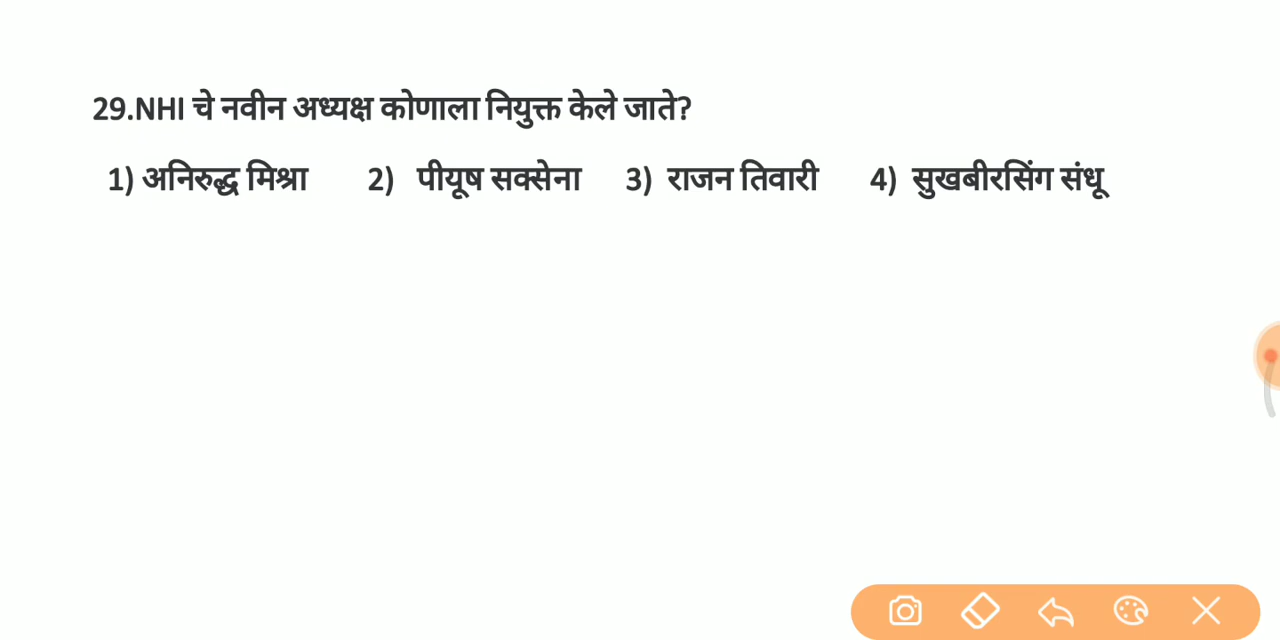 29.NHI चे नवीन अध्यक्ष कोणाला नियुक्त केले जाते?
1) अनिरुद्ध मिश्रा 2) पीयूष सक्सेना 3) राजन तिवारी 4) सुखबीरसिंग संधू